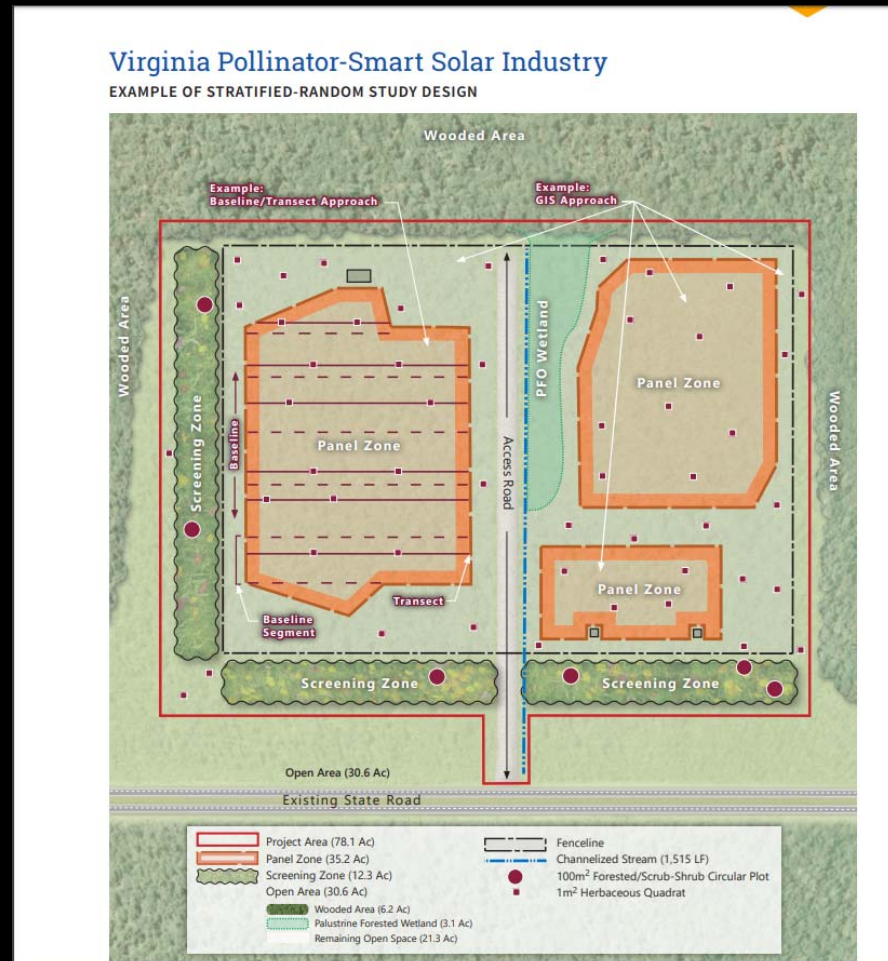 Virginia Pollinator-Smart Solar Industry
EXAMPLE OF STRATIFIED-RANDOM STUDY DESIGN
Wooded Area
Example:
Baseline/Transect Approach
Example:
GIS Approach
Wooded Area
PFO Wetland
Panel Zone
Wooded Area
Screening Zone
Baseline
Panel Zone
Access Road
Panel Zone
Transect
Baseline
Segment
Screening Zone
Screening Zone
Open Area (30.6 Ac)
Existing State Road
Project Area (78.1 Ac)
Panel Zone (35.2 Ac)
Screening Zone (12.3 Ac)
Open Area (30.6 Ac)
Wooded Area (6.2 Ac)
Palustrine Forested Wetland (3.1 Ac)
Remaining Open Space (21.3 Ac)
Fenceline
Channelized Stream (1,515 LF)
100m² Forested/Scrub-Shrub Circular Plot
1m² Herbaceous Quadrat